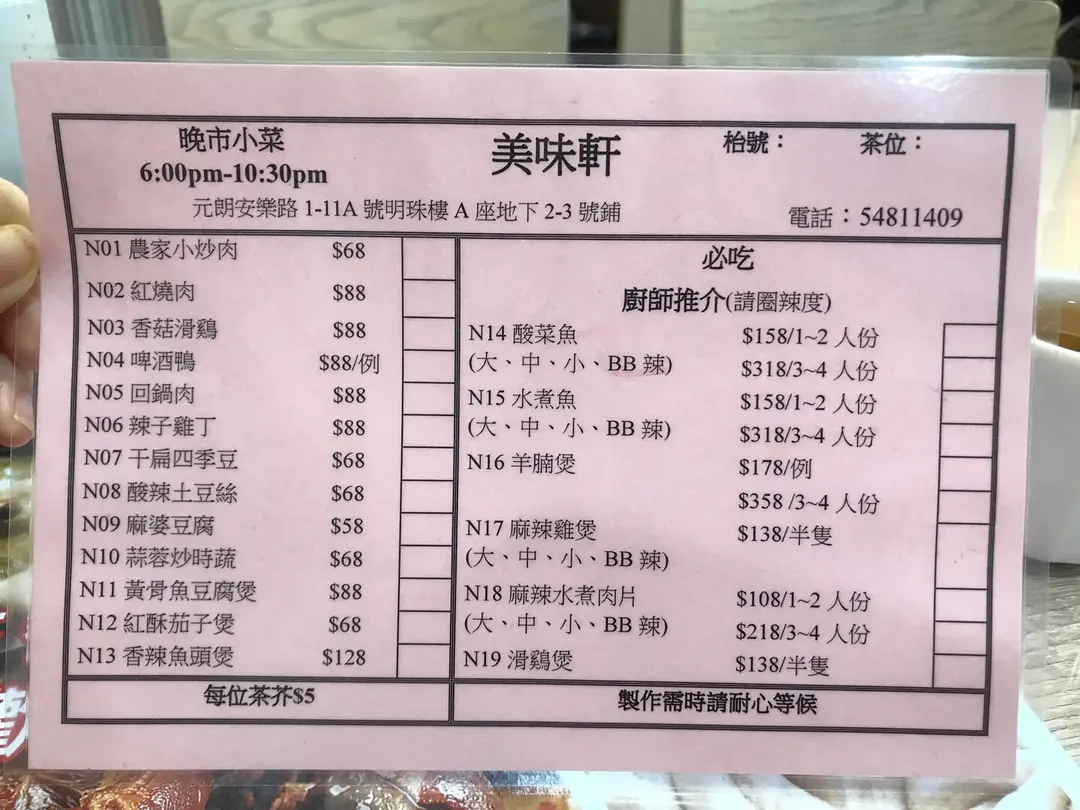 晚市小菜
6:00pm-10:30pm
美味軒
枱號：
茶位：
元朗安樂路 1-11A 號明珠樓 A 座地下 2-3 號鋪
電話：54811409
N01 農家小炒肉 $68
N02 紅燒肉 $88
N03 香菇滑鷄 $88
N04 啤酒鴨 $88/例
N05 回鍋肉 $88
N06 辣子雞丁 $88
N07 干扁四季豆 $68
N08 酸辣土豆絲 $68
N09 麻婆豆腐 $58
N10 蒜蓉炒時蔬 $68
N11 黃骨魚豆腐煲 $88
N12 紅酥茄子煲 $68
N13 香辣魚頭煲 $128
每位茶芥$5
必吃
廚師推介(請圈辣度)
N14 酸菜魚 $158/1~2 人份
(大、中、小、BB 辣) $318/3~4 人份
N15 水煮魚 $158/1~2 人份
(大、中、小、BB 辣) $318/3~4 人份
N16 羊腩煲 $178/例
$358 /3~4 人份
N17 麻辣雞煲 $138/半隻
(大、中、小、BB 辣)
N18 麻辣水煮肉片 $108/1~2 人份
(大、中、小、BB 辣) $218/3~4 人份
N19 滑鷄煲 $138/半隻
製作需時請耐心等候